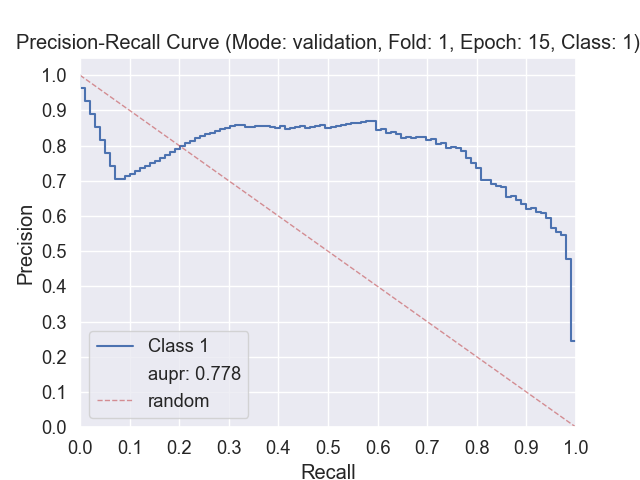 Precision-Recall Curve (Mode: validation, Fold: 1, Epoch: 15, Class: 1)
1.0
0.9
0.8
0.7
0.6
0.5
0.4
0.3
0.2
0.1
0.0
Precision
Class 1
aupr: 0.778
random
0.0 0.1 0.2 0.3 0.4 0.5 0.6 0.7 0.8 0.9 1.0
Recall